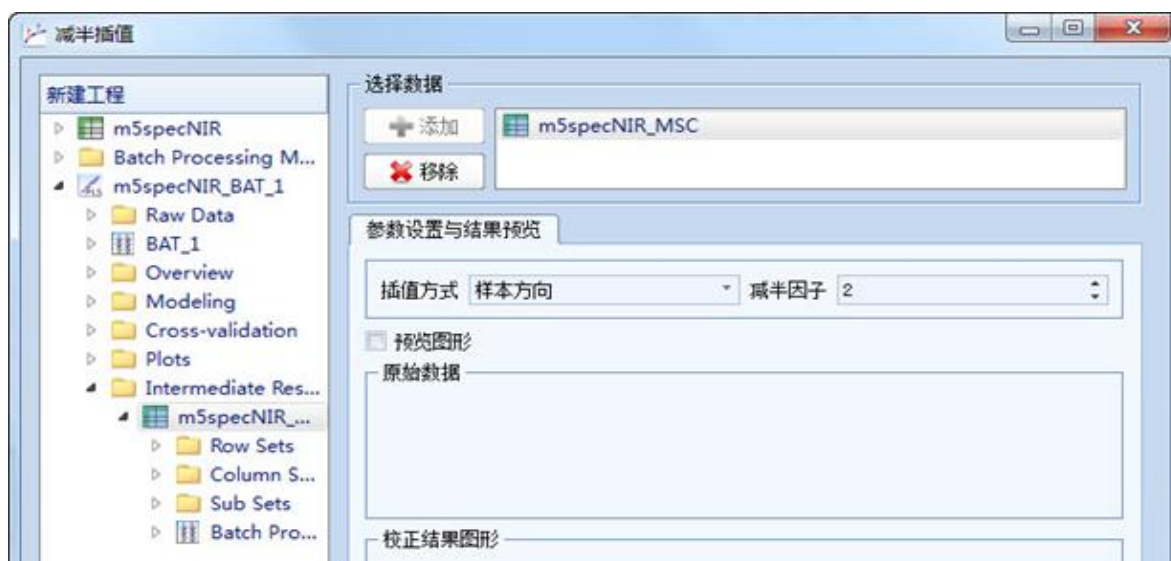 减半插值
新建工程
m5specNIR
Batch Processing M...
m5specNIR_BAT_1
Raw Data
BAT_1
Overview
Modeling
Cross-validation
Plots
Intermediate Res...
m5specNIR_...
Row Sets
Column S...
Sub Sets
Batch Pro...
选择数据
添加
m5specNIR_MSC
移除
参数设置与结果预览
插值方式 样本方向 减半因子 2
预览图形
原始数据
校正结果图形